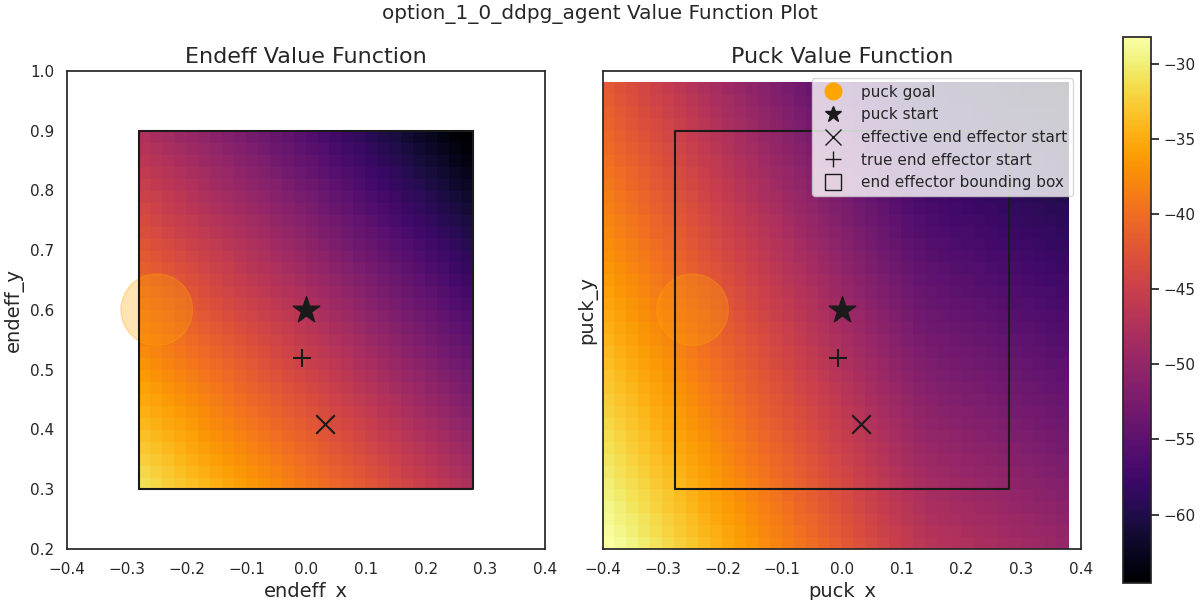 option_1_0_ddpg_agent Value Function Plot
Endeff Value Function
1.0
0.9
0.8
0.7
0.6
0.5
0.4
0.3
0.2
endeff_y
−0.4 −0.3 −0.2 −0.1 0.0 0.1 0.2 0.3 0.4
endeff_x
Puck Value Function
puck goal
puck start
effective end effector start
true end effector start
end effector bounding box
puck_y
−0.4 −0.3 −0.2 −0.1 0.0 0.1 0.2 0.3 0.4
puck_x
−30
−35
−40
−45
−50
−55
−60